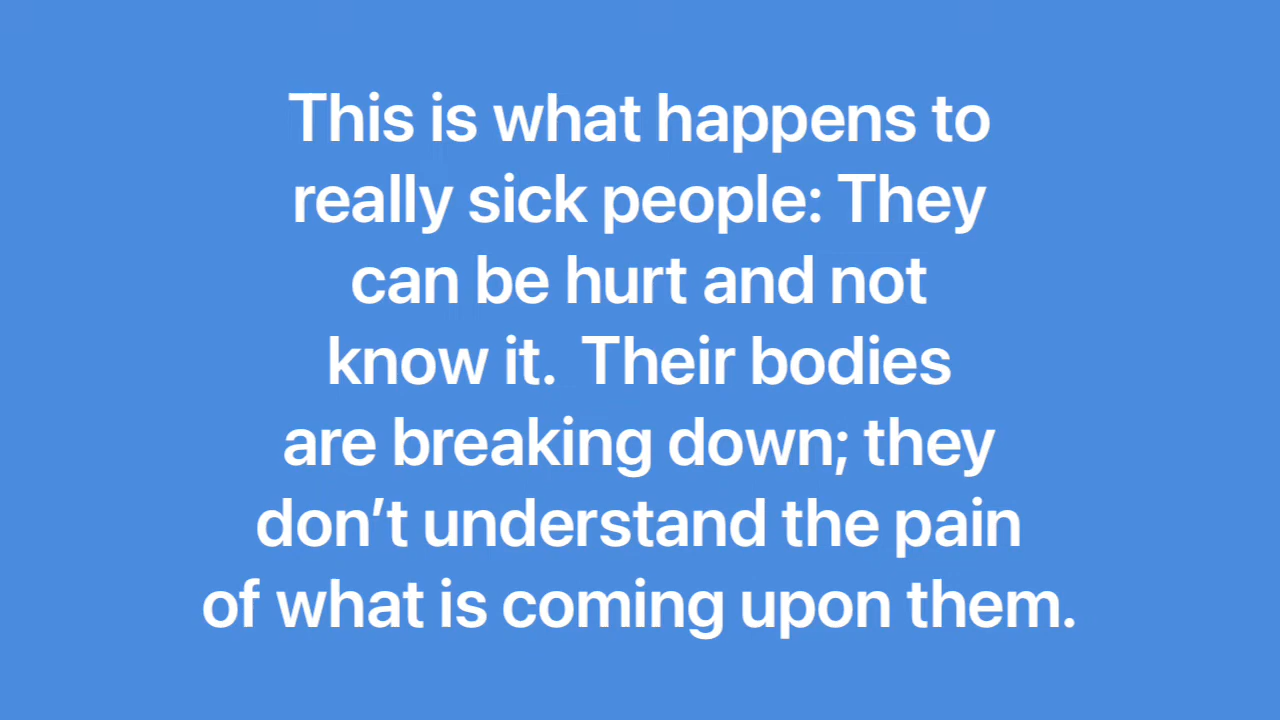 This is what happens to
really sick people: They
can be hurt and not
know it.  Their bodies
are breaking down; they
don’t understand the pain
of what is coming upon them.